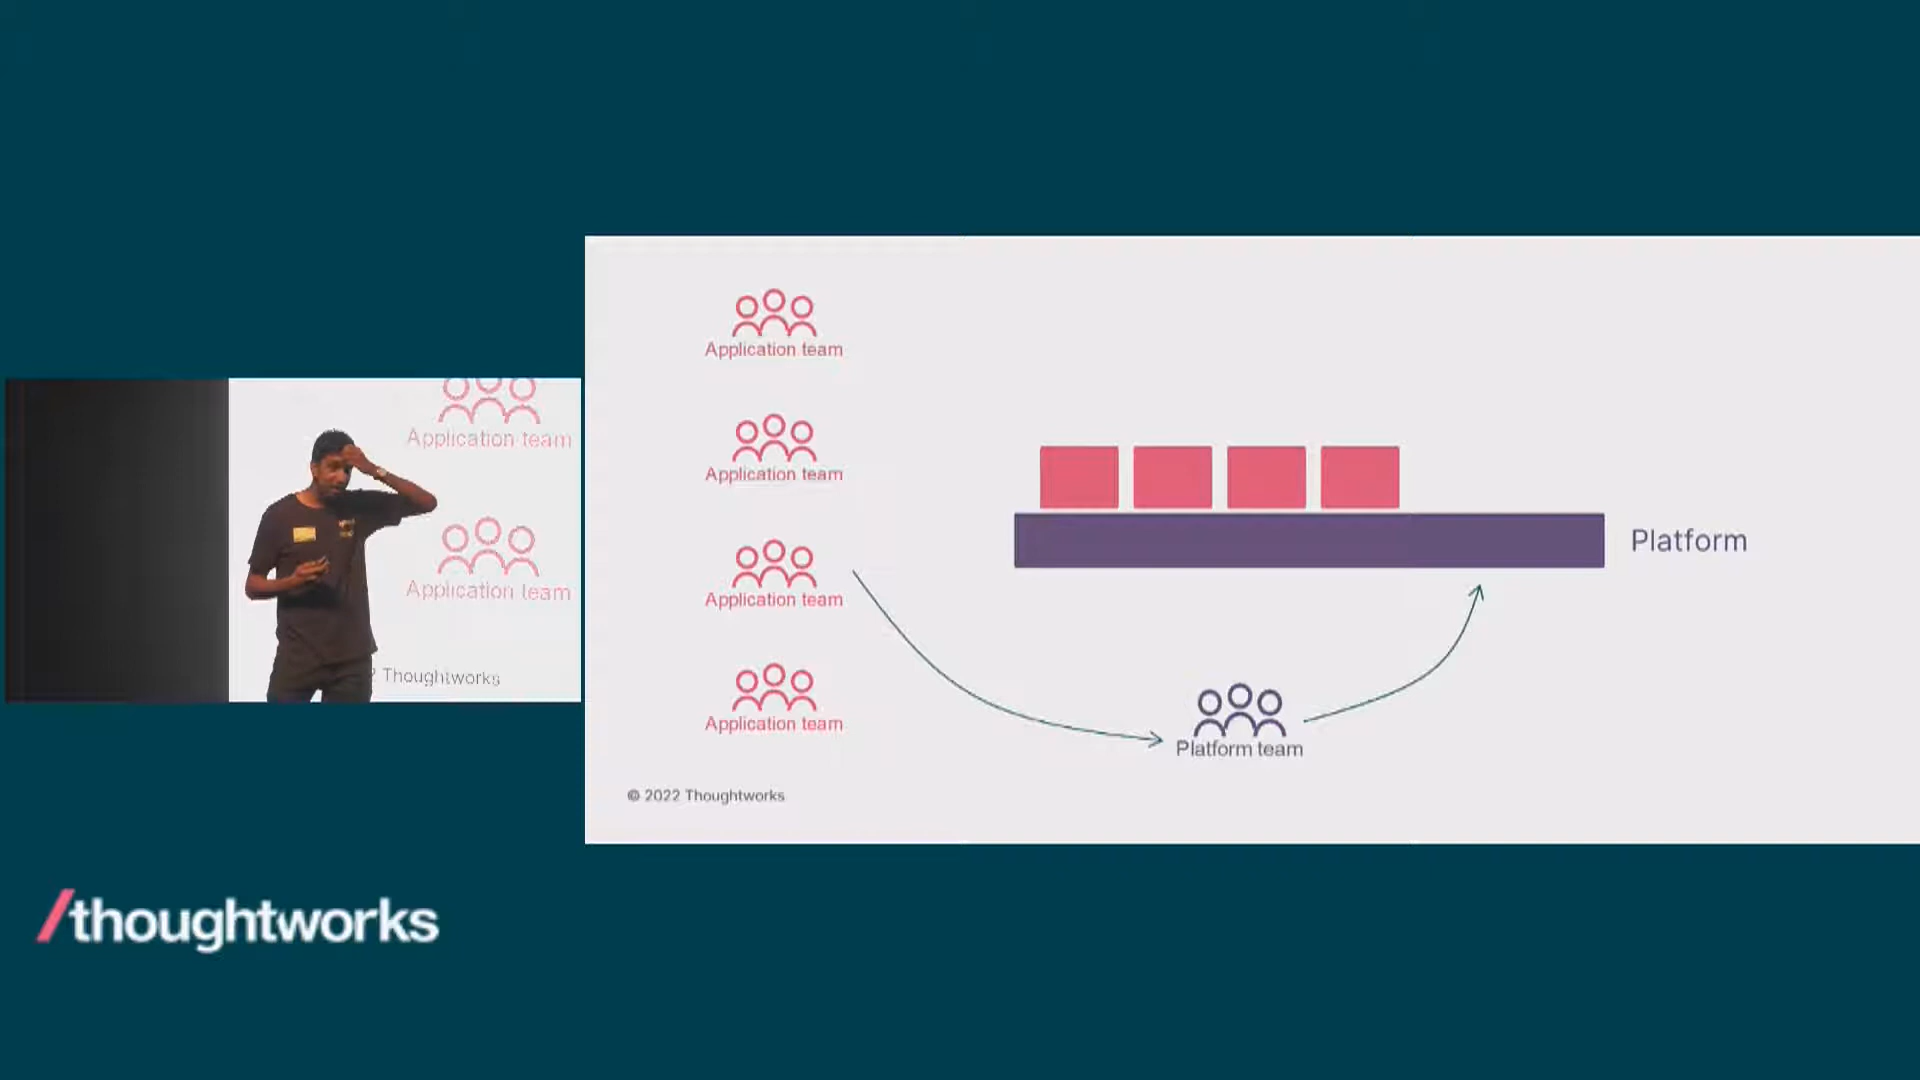 Application team
Application team
? Thoughtworks
Application team
Application team
Application team
Application team
Platform
Platform team
© 2022 Thoughtworks
/thoughtworks